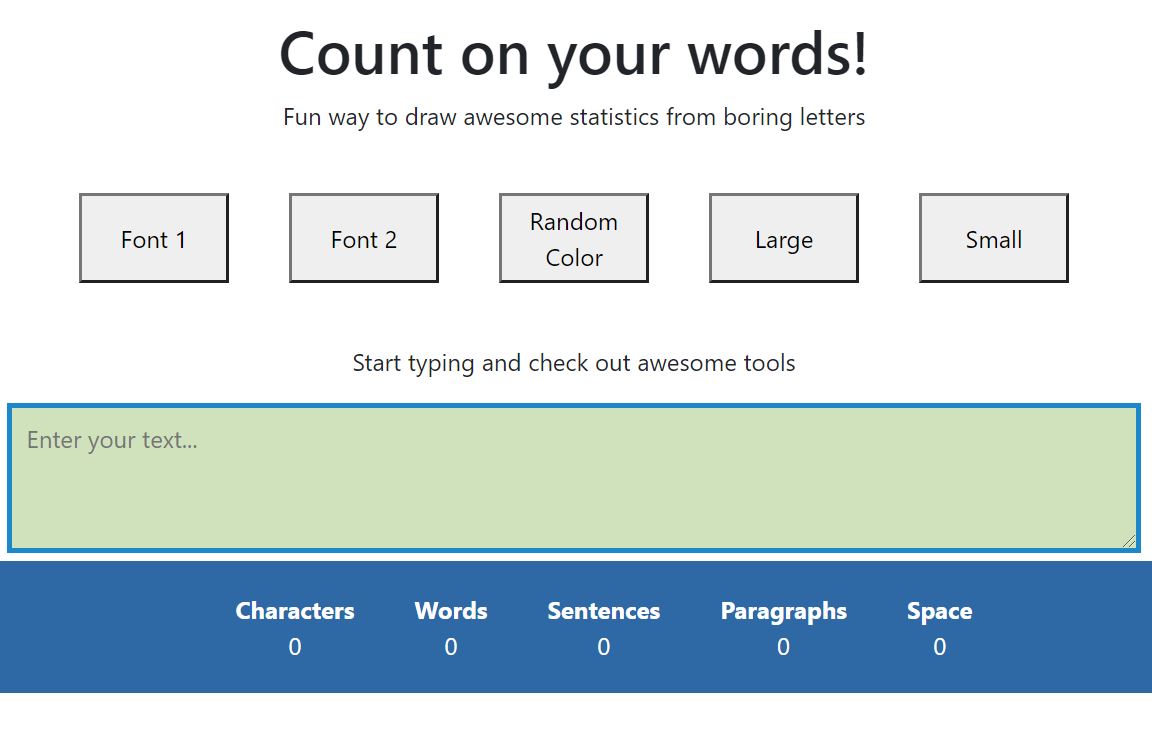 Count on your words!
Fun way to draw awesome statistics from boring letters
Font 1
Font 2
Random
Color
Large
Small
Start typing and check out awesome tools
Enter your text...
Characters Words Sentences Paragraphs Space
0 0 0 0 0